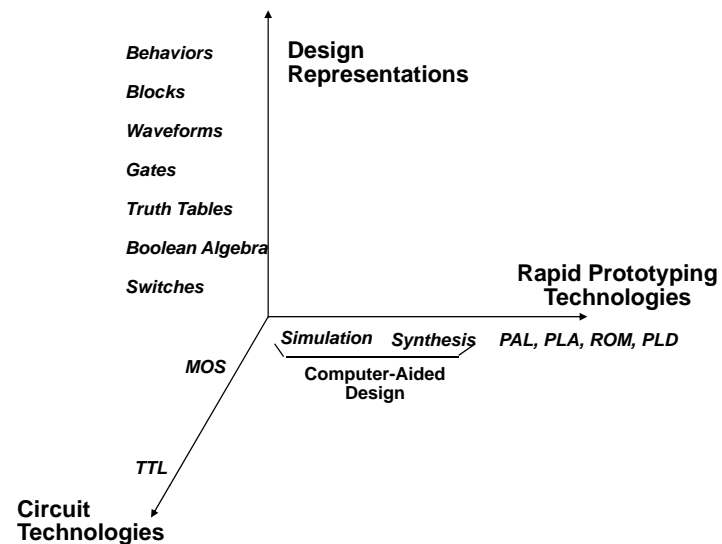 Behaviors
Design
Representations
Blocks
Waveforms
Gates
Truth Tables
Boolean Algebra
Switches
Rapid Prototyping
Technologies
Simulation Synthesis PAL, PLA, ROM, PLD
Computer-Aided
Design
MOS
TTL
Circuit
Technologies